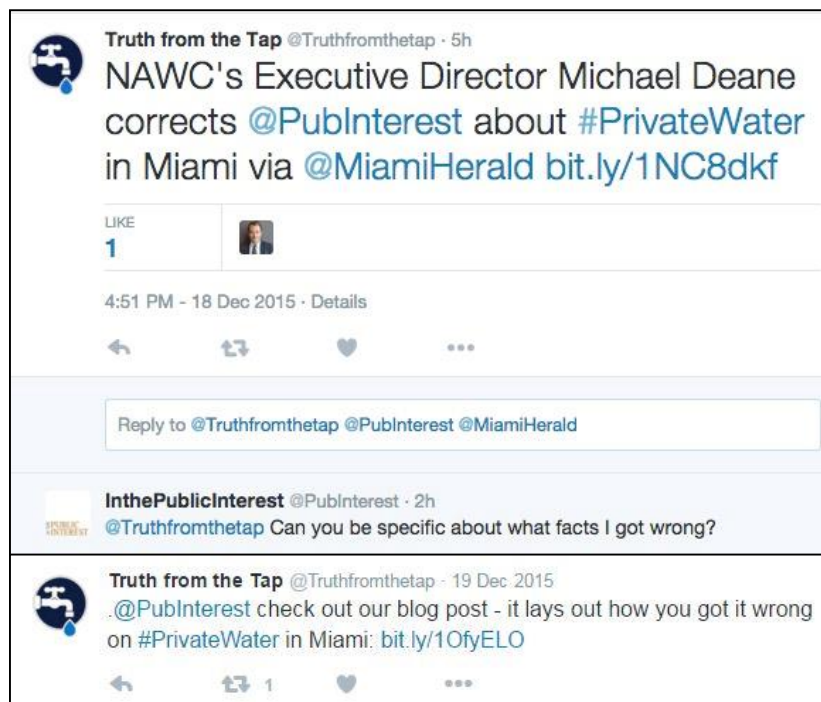 Truth from the Tap @Truthfromthetap · 5h
NAWC's Executive Director Michael Deane
corrects @PubInterest about #PrivateWater
in Miami via @MiamiHerald bit.ly/1NC8dkf
LIKE
1
4:51 PM - 18 Dec 2015 · Details
Reply to @Truthfromthetap @PubInterest @MiamiHerald
InthePublicInterest @PubInterest · 2h
PUBLIC
INTEREST
@Truthfromthetap Can you be specific about what facts I got wrong?
Truth from the Tap @Truthfromthetap · 19 Dec 2015
.@PubInterest check out our blog post - it lays out how you got it wrong
on #PrivateWater in Miami: bit.ly/1OfyELO
1